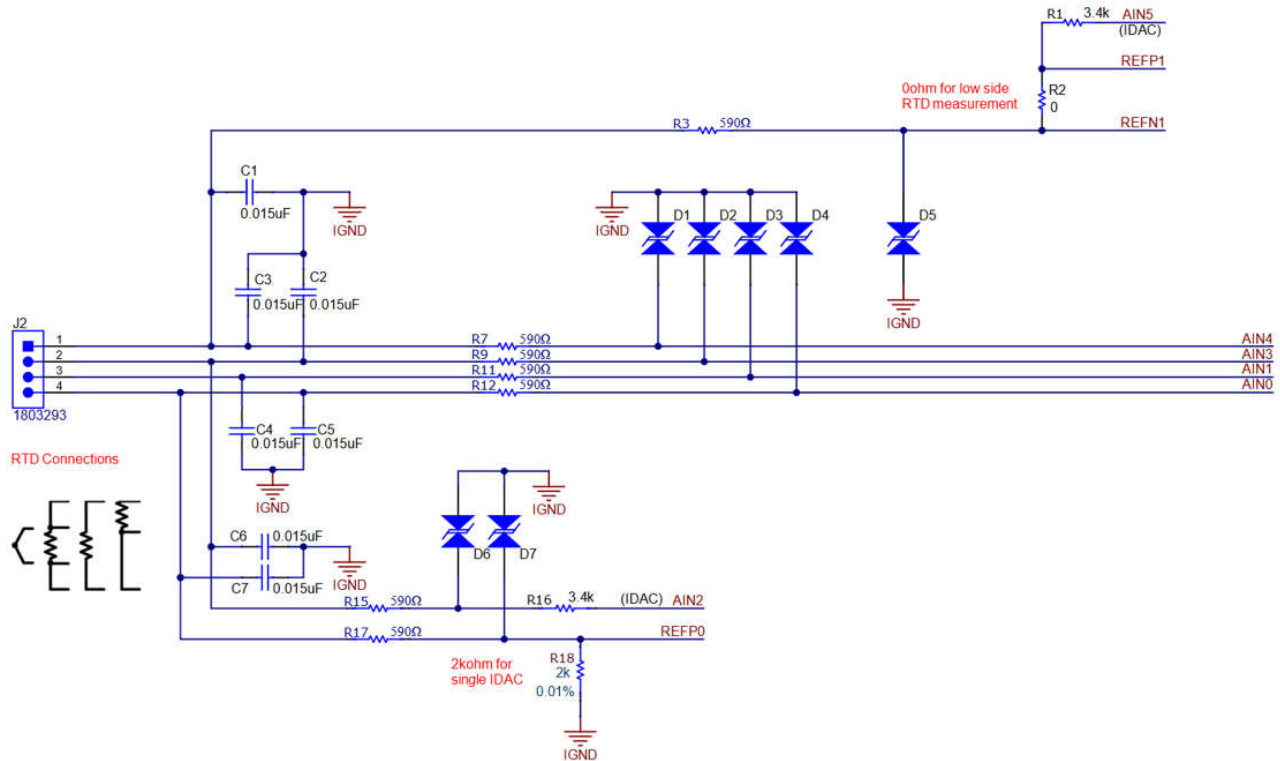 R1 3.4k AIN5
(IDAC)
REFP1
0ohm for low side
RTD measurement
R2
0
R3 590Ω
REFN1
C1
0.015uF
IGND
C3
0.015uF
C2
0.015uF
IGND
D1 D2 D3 D4
D5
IGND
J2
1
2
3
4
1803293
R7 590Ω AIN4
R9 590Ω AIN3
R11 590Ω AIN1
R12 590Ω AIN0
C4
0.015uF
C5
0.015uF
IGND
RTD Connections
C6 0.015uF
C7 0.015uF
IGND
D6 D7
IGND
R15 590Ω
R16 3.4k (IDAC) AIN2
R17 590Ω REFP0
2kohm for
single IDAC
R18
2k
0.01%
IGND